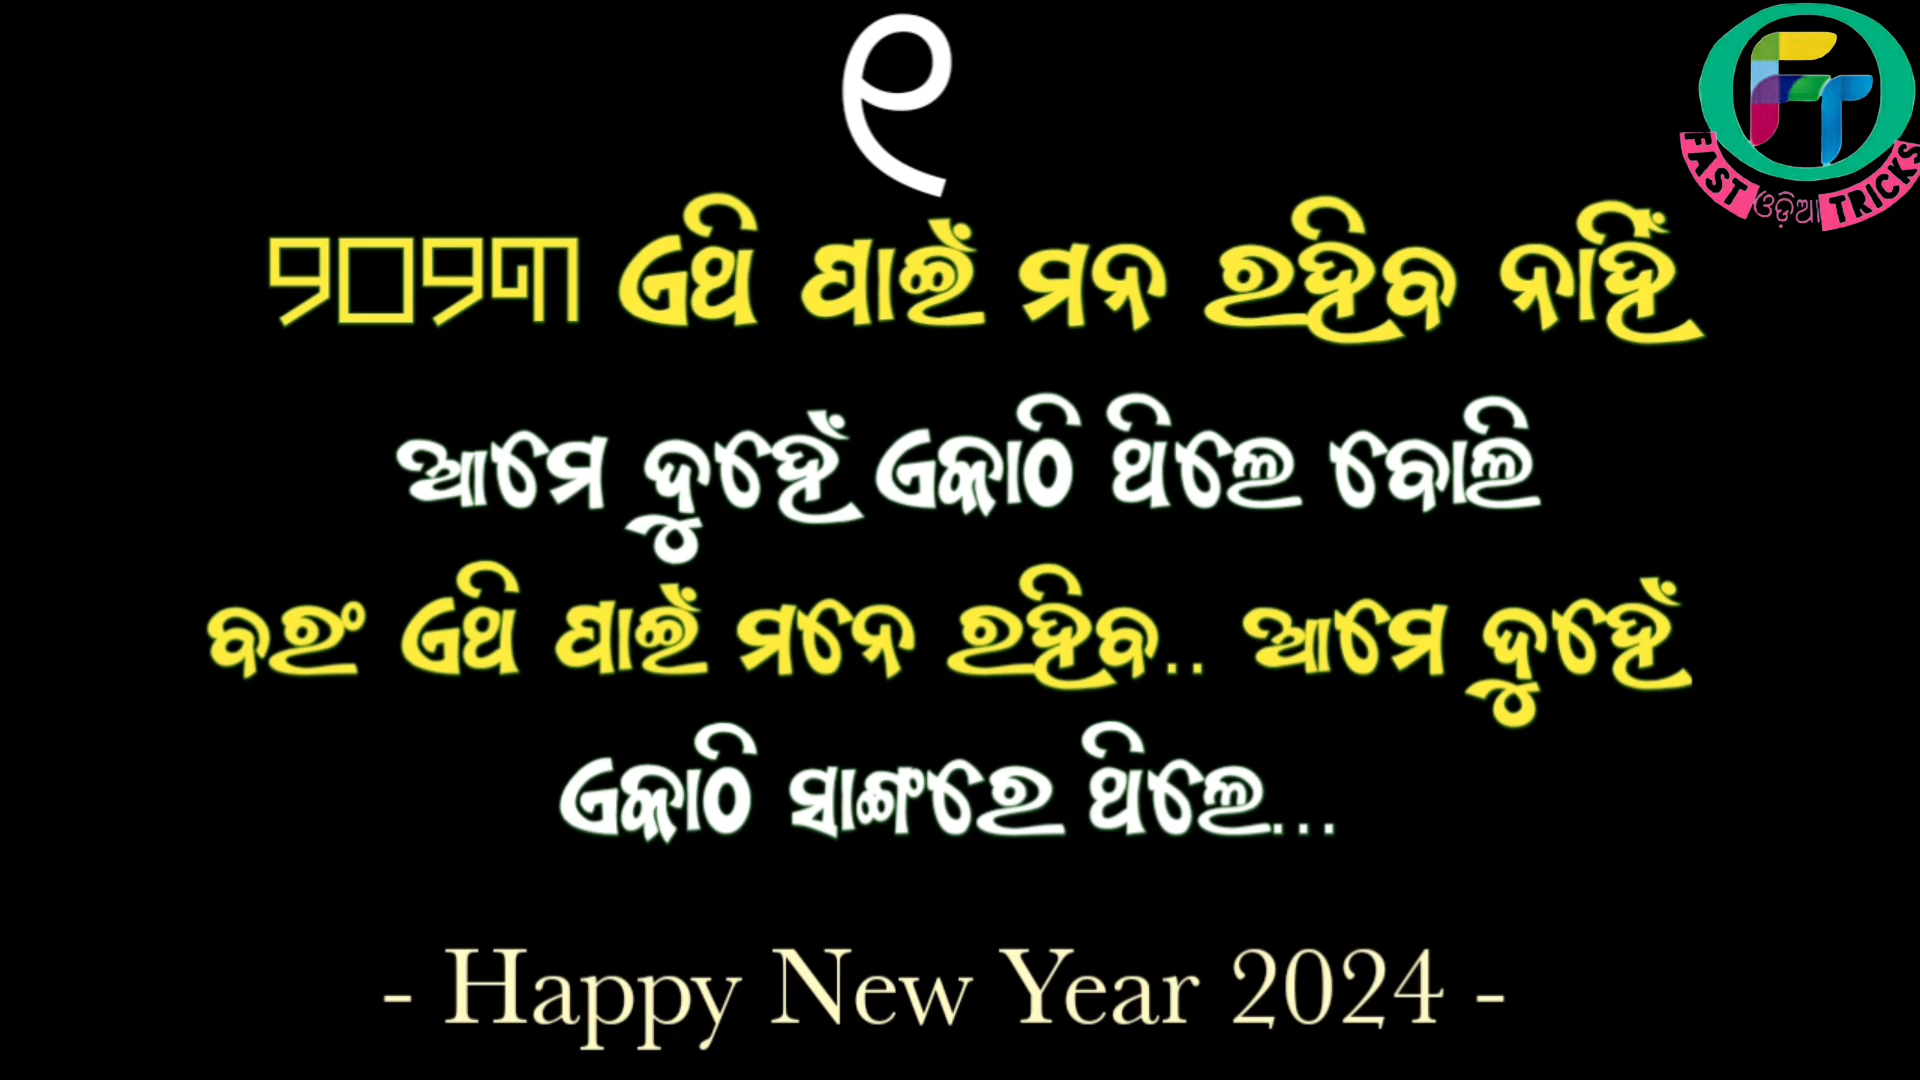 ୧
FAST ଓଡ଼ିଆ TRICKS
୨୦୨୩ ଏଥି ପାଇଁ ମନ ରହିବ ନାହିଁ
ଆମେ ଦୁହେଁ ଏକାଠି ଥିଲେ ବୋଲି
ବରଂ ଏଥି ପାଇଁ ମନେ ରହିବ.. ଆମେ ଦୁହେଁ
ଏକାଠି ସାଙ୍ଗରେ ଥିଲେ...
- Happy New Year 2024 -